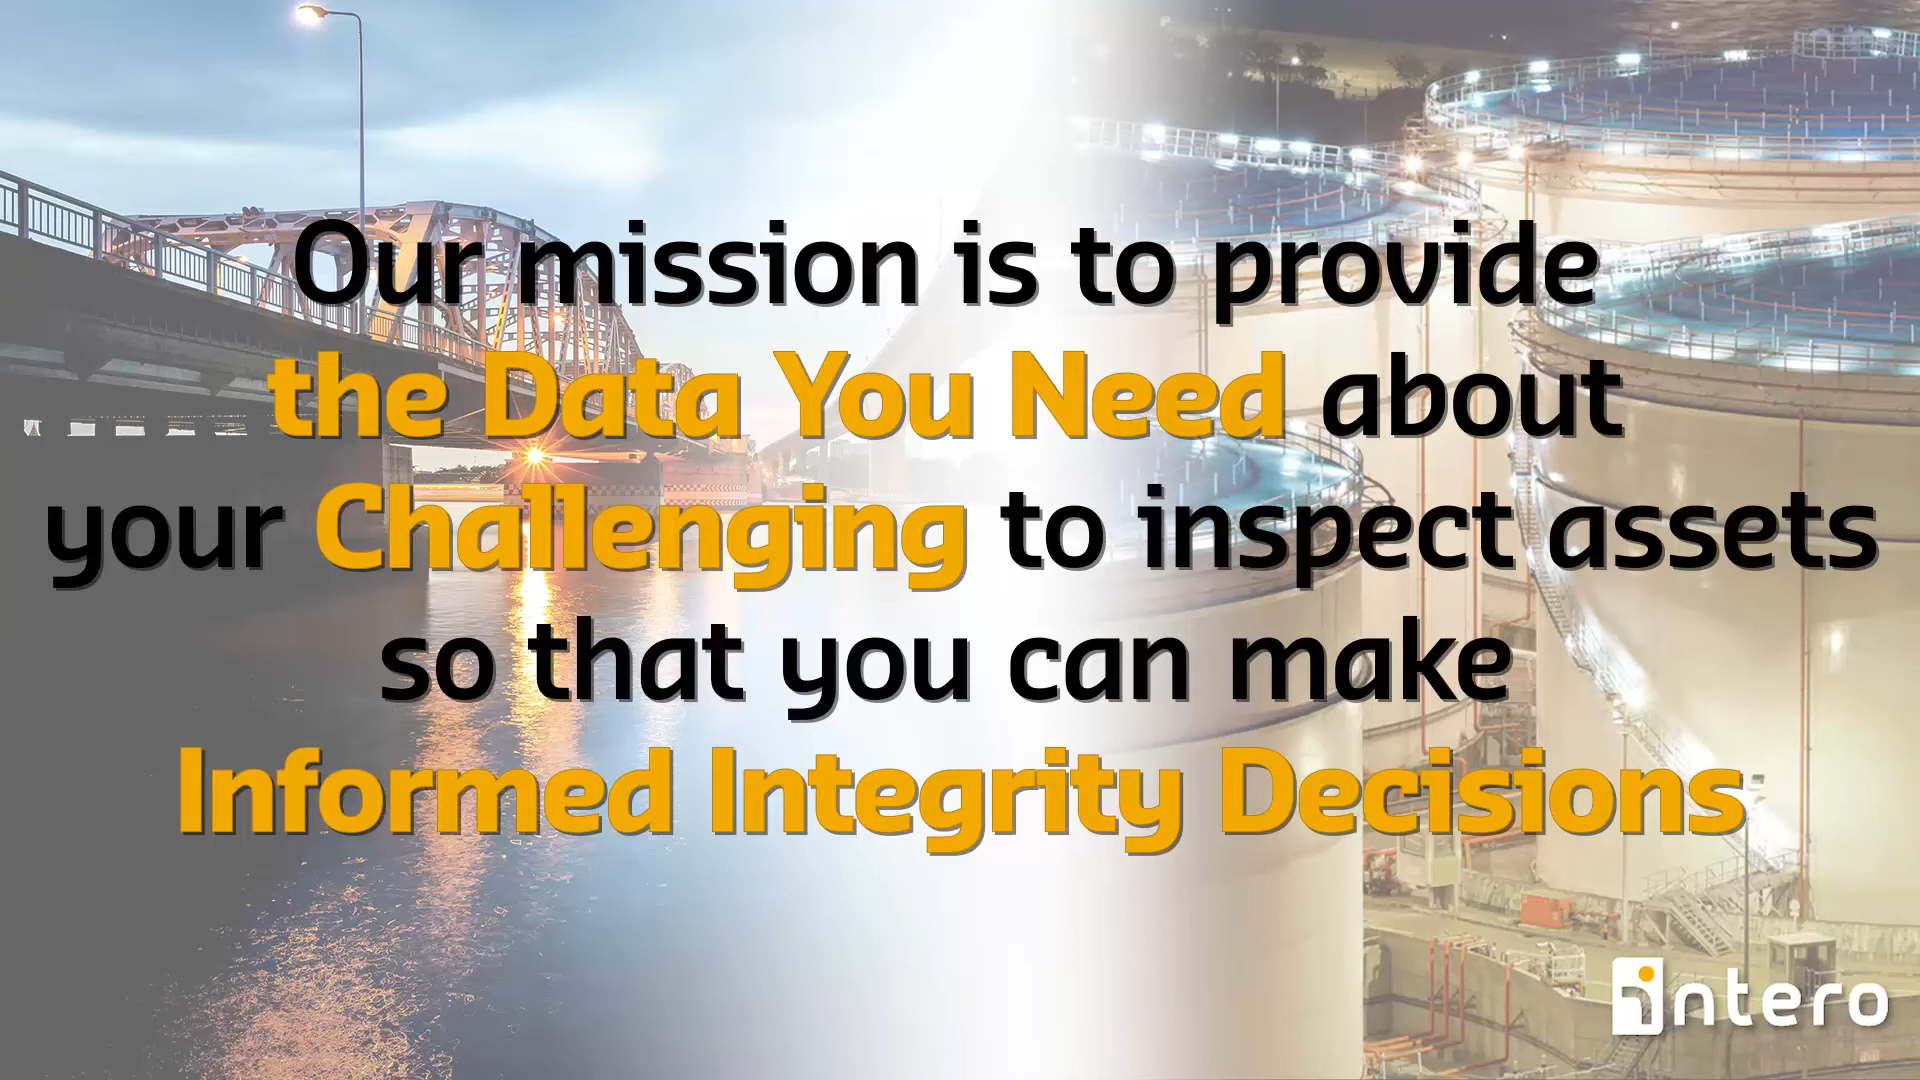 Our mission is to provide
the Data You Need about
your Challenging to inspect assets
so that you can make
Informed Integrity Decisions
intero